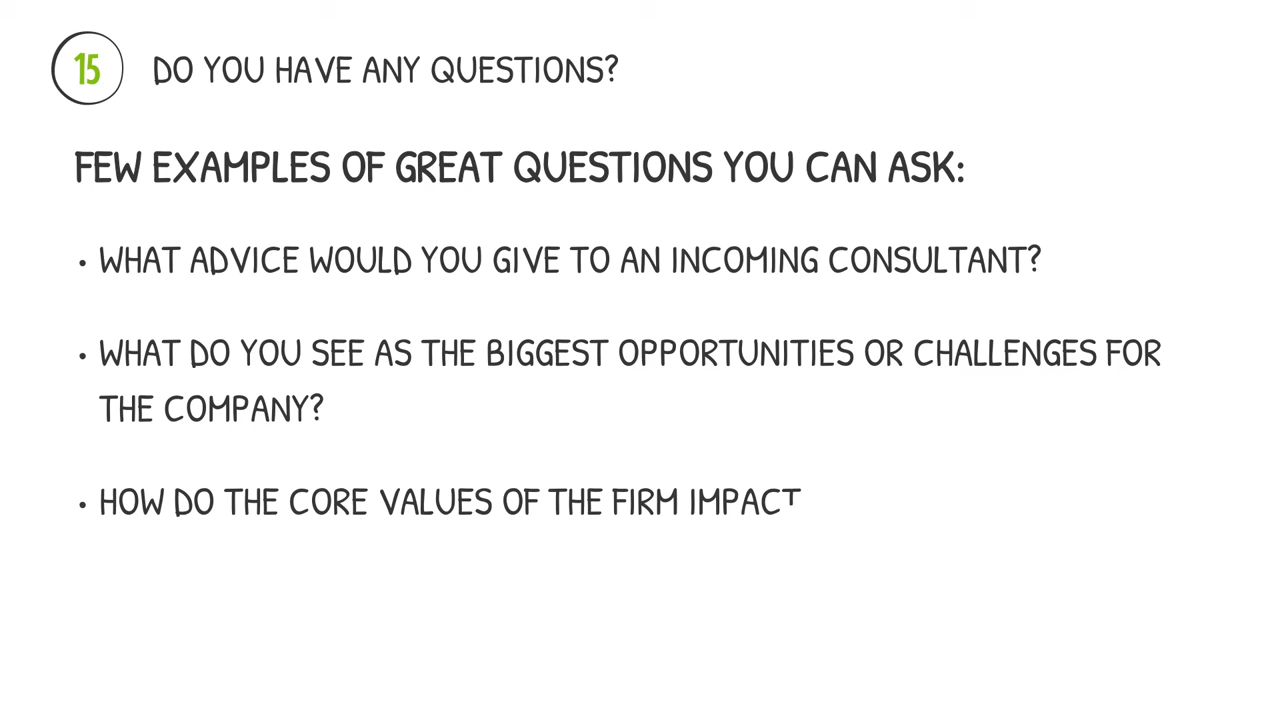 15 DO YOU HAVE ANY QUESTIONS?
FEW EXAMPLES OF GREAT QUESTIONS YOU CAN ASK:
• WHAT ADVICE WOULD YOU GIVE TO AN INCOMING CONSULTANT?
• WHAT DO YOU SEE AS THE BIGGEST OPPORTUNITIES OR CHALLENGES FOR
THE COMPANY?
• HOW DO THE CORE VALUES OF THE FIRM IMPACT